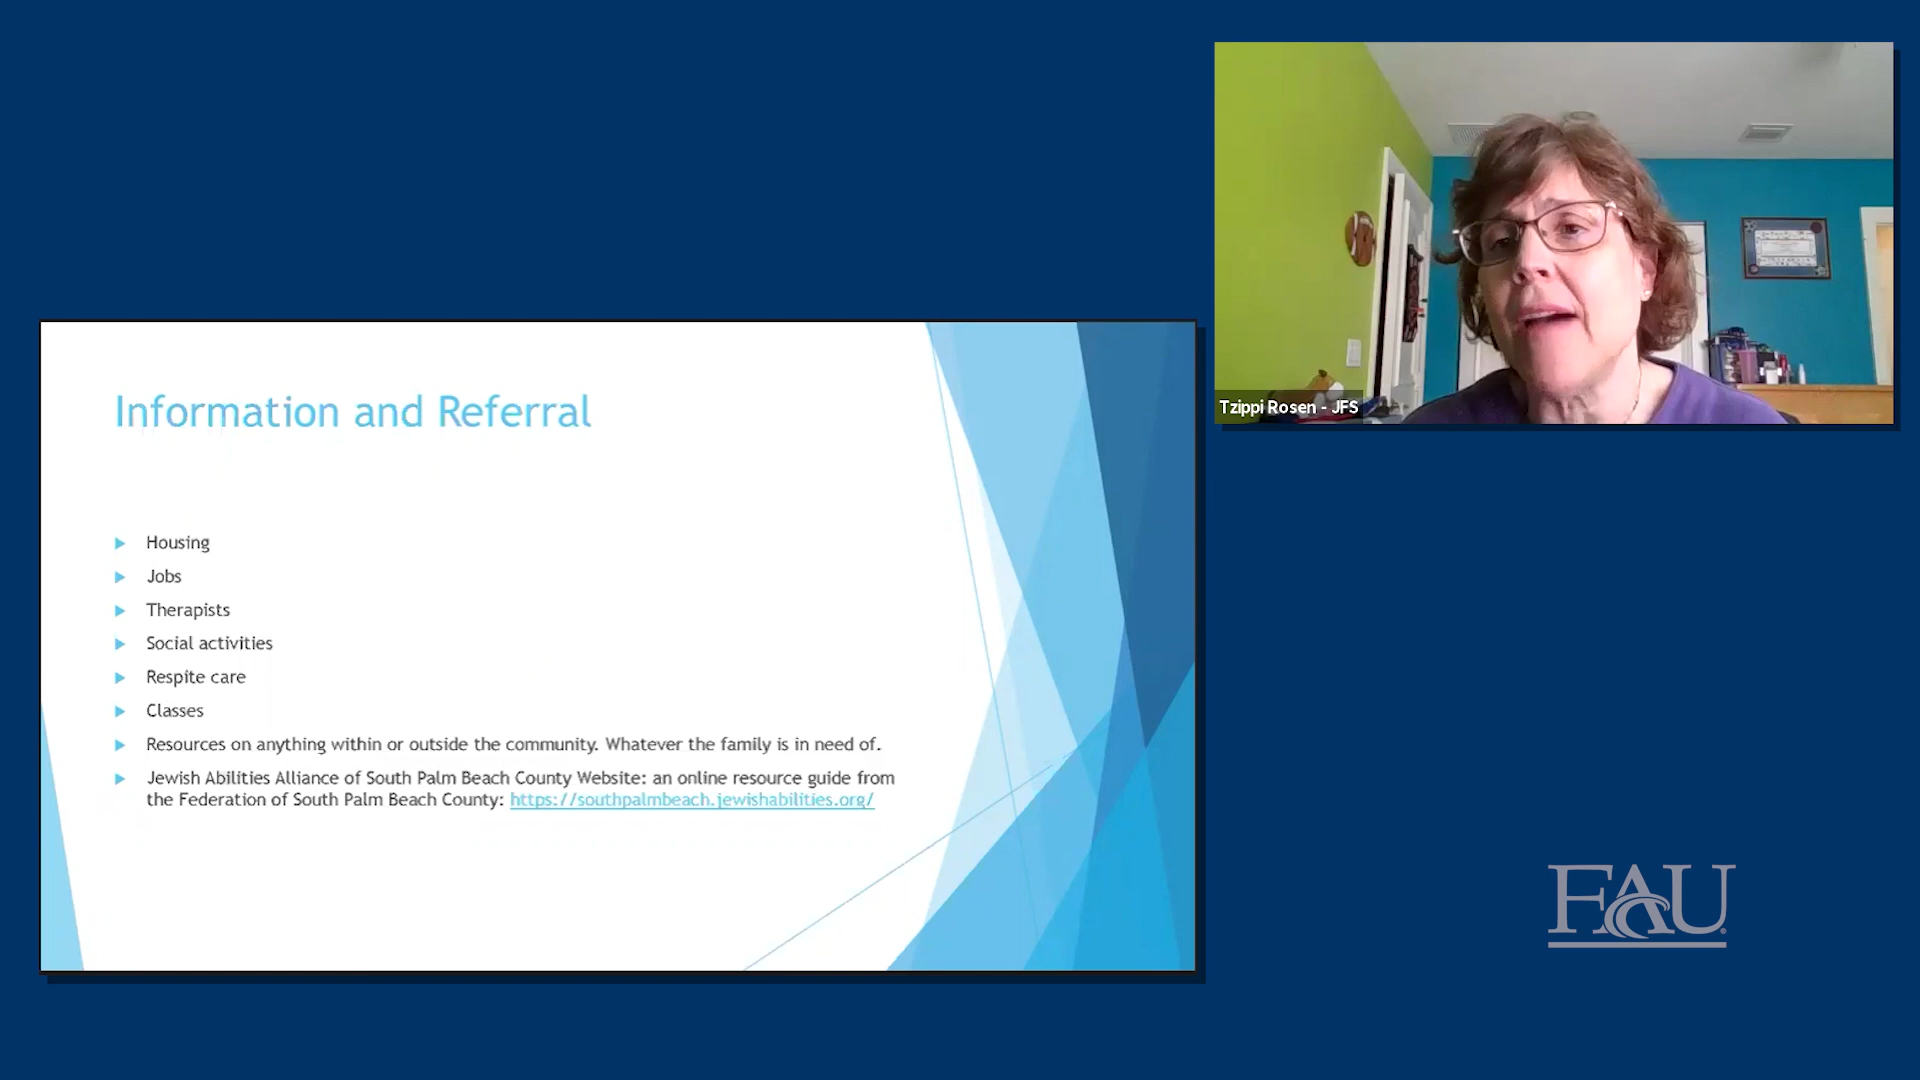 Information and Referral
Housing
Jobs
Therapists
Social activities
Respite care
Classes
Resources on anything within or outside the community. Whatever the family is in need of.
Jewish Abilities Alliance of South Palm Beach County Website: an online resource guide from
the Federation of South Palm Beach County: https://southpalmbeach.jewishabilities.org/
Tzippi Rosen - JFS
FAU